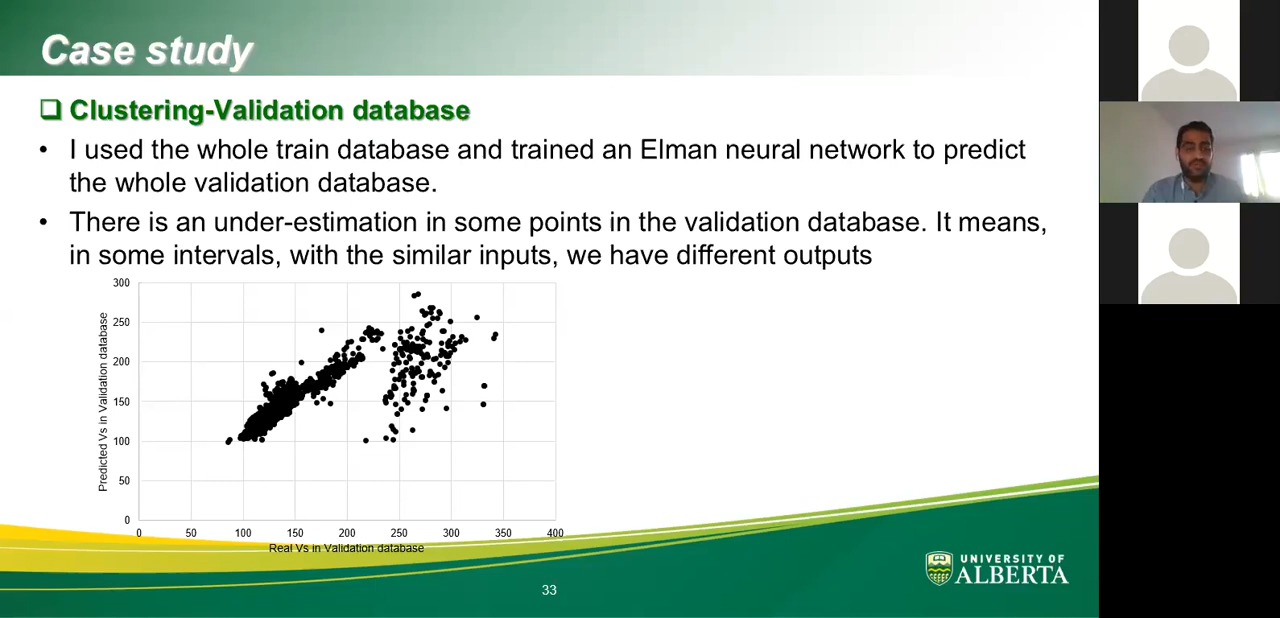 Case study
❑ Clustering-Validation database
• I used the whole train database and trained an Elman neural network to predict
the whole validation database.
• There is an under-estimation in some points in the validation database. It means,
in some intervals, with the similar inputs, we have different outputs
Predicted Vs in Validation database
300
250
200
150
100
50
0
0 50 100 150 200 250 300 350 400
Real Vs in Validation database
33
UNIVERSITY OF
ALBERTA